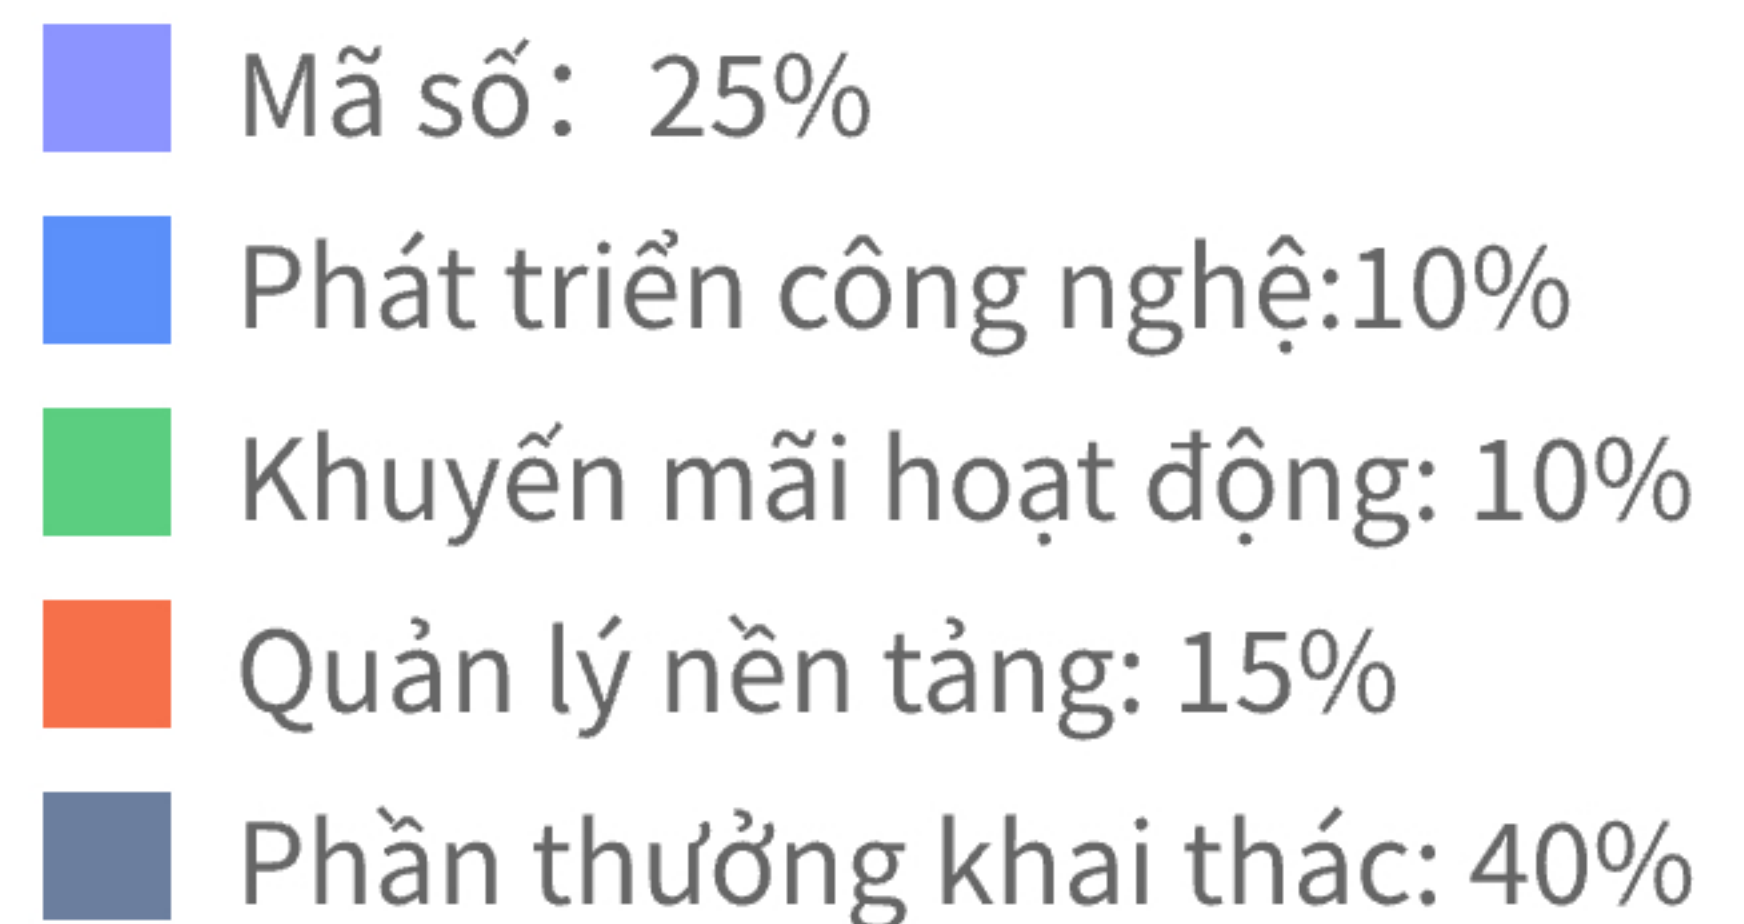 Mã số：25%
Phát triển công nghệ:10%
Khuyến mãi hoạt động: 10%
Quản lý nền tảng: 15%
Phần thưởng khai thác: 40%